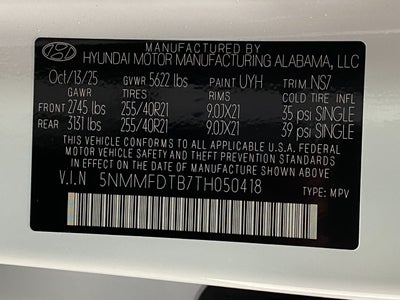 MFD BY
HYUNDAI MOTOR MANUFACTURING ALABAMA, LLC
Oct/13/25 GVWR 5622 lbs PAINT UYH TRIM NS7
GAWR TIRES RIMS COLD TIRE INFL
FRONT 2745 lbs 255/40R21 9.0JX21 35 psi SINGLE
REAR 3131 lbs 255/40R21 9.0JX21 39 psi SINGLE
THIS VEHICLE CONFORMS TO ALL APPLICABLE U.S.A. FEDERAL
MOTOR VEHICLE SAFETY, BUMPER, AND THEFT PREVENTION STANDARDS
IN EFFECT ON THE DATE OF MANUFACTURE SHOWN ABOVE.
V.I.N 5NMMFDTB7TH050418 TYPE: MPV